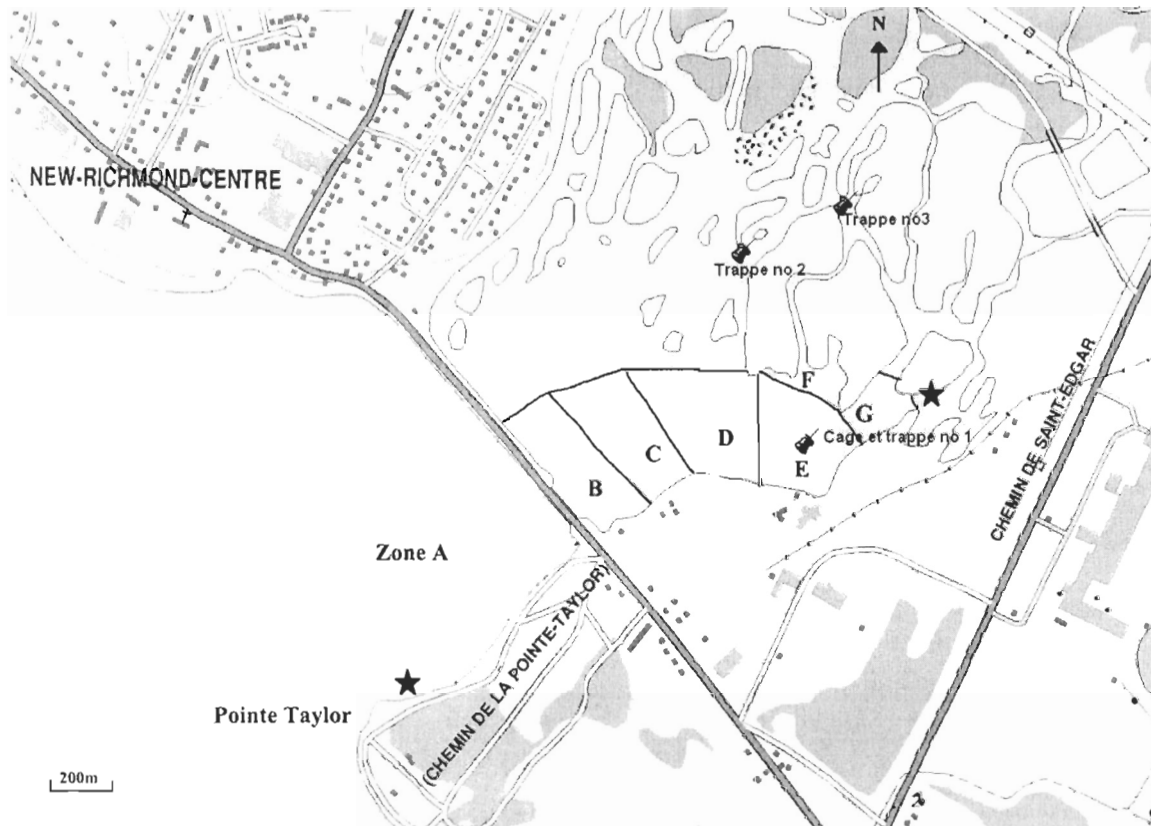 N
NEW-RICHMOND-CENTRE
Trappe no3
Trappe no 2
CHEMIN DE SAINT-EDGAR
F
G
Cage et trappe no 1
D
C
E
B
Zone A
(CHEMIN DE LA POINTE-TAYLOR)
Pointe Taylor
200m